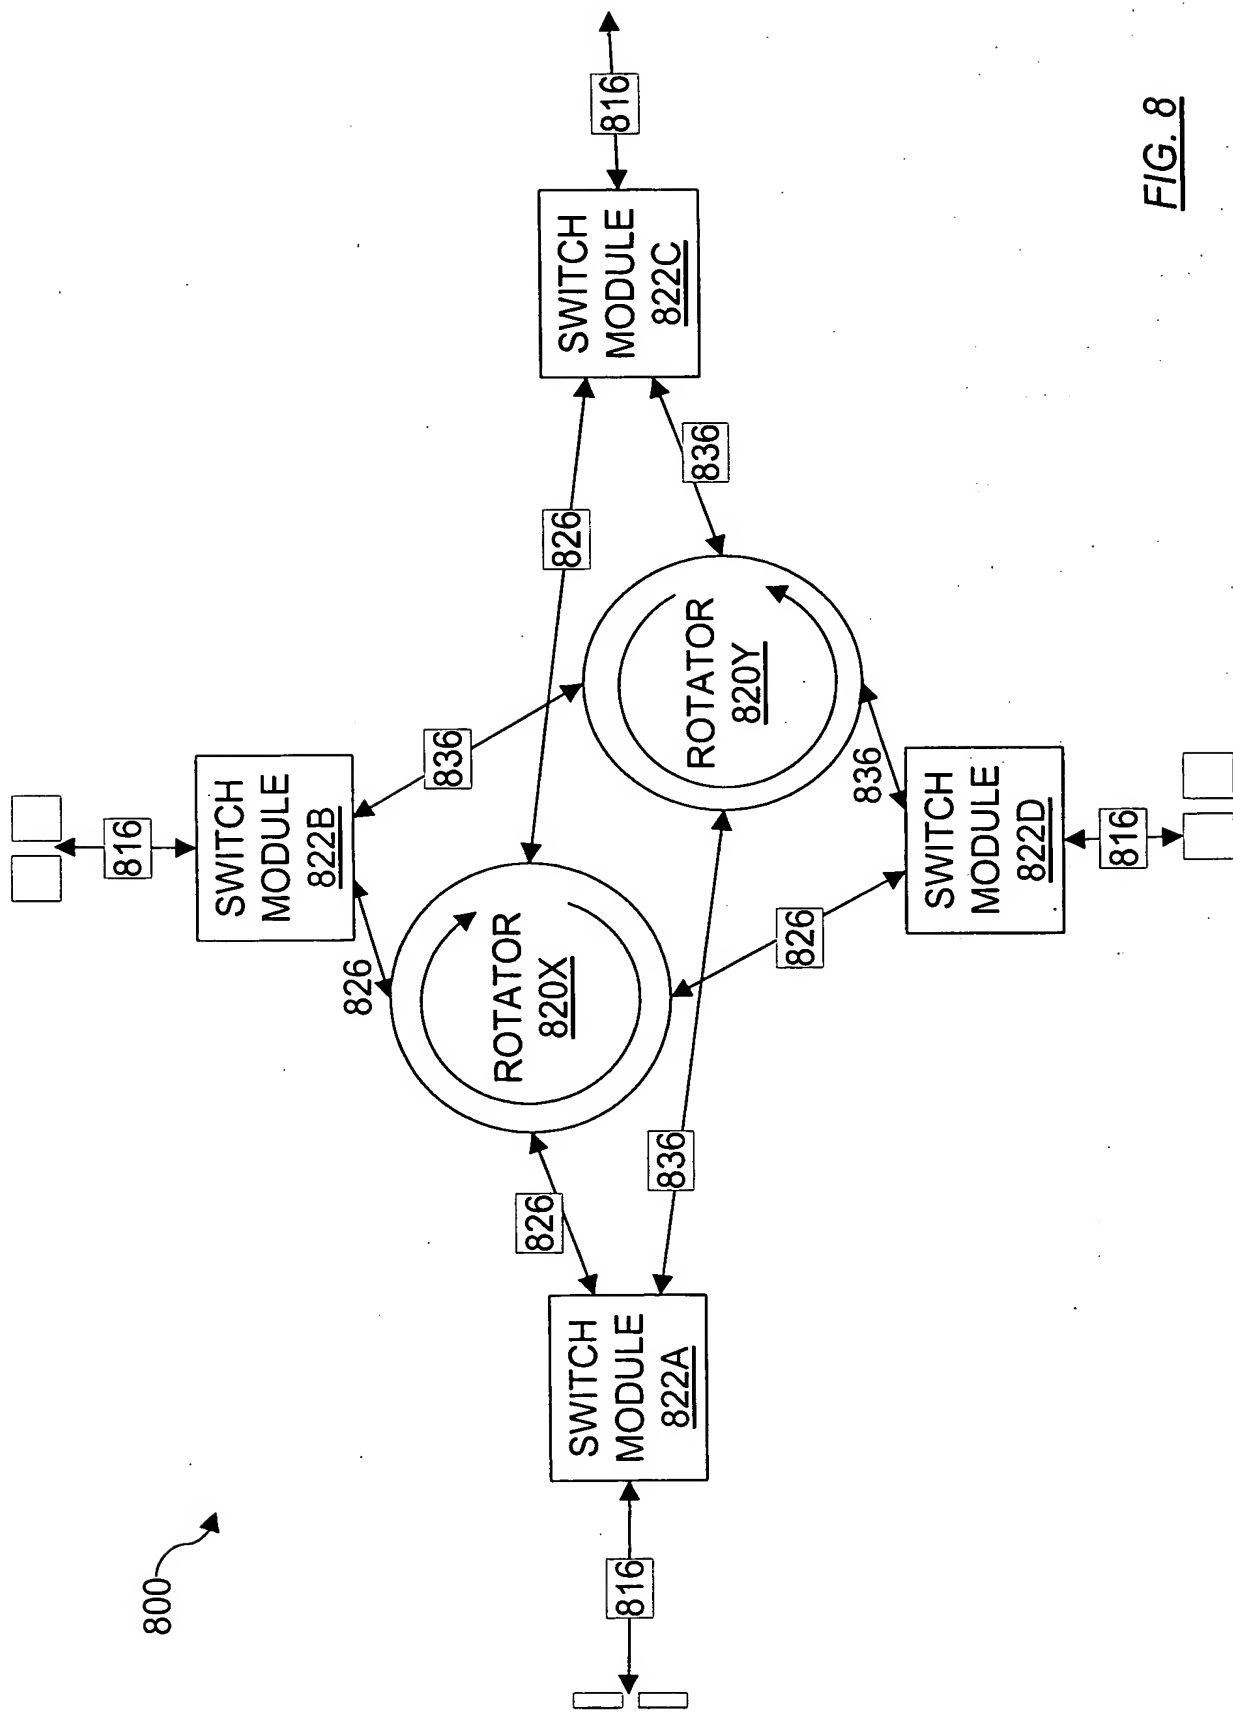 800
816
SWITCH
MODULE
822B
826
836
816
SWITCH
MODULE
822A
826
836
ROTATOR
820X
826
826
ROTATOR
820Y
836
836
SWITCH
MODULE
822C
816
SWITCH
MODULE
822D
816
FIG. 8